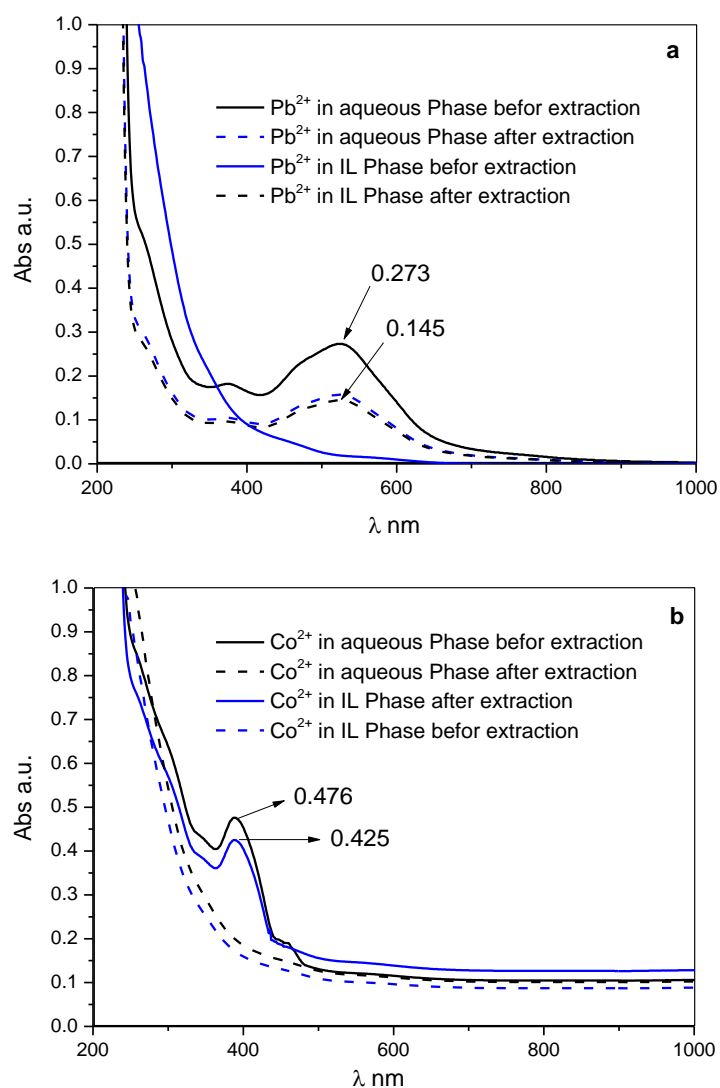 a
1.0
0.9
0.8
0.7
0.6
0.5
0.4
0.3
0.2
0.1
0.0
Abs a.u.
Pb²⁺ in aqueous Phase befor extraction
Pb²⁺ in aqueous Phase after extraction
Pb²⁺ in IL Phase befor extraction
Pb²⁺ in IL Phase after extraction
0.273
0.145
200 400 600 800 1000
λ nm
b
1.0
0.9
0.8
0.7
0.6
0.5
0.4
0.3
0.2
0.1
0.0
Abs a.u.
Co²⁺ in aqueous Phase befor extraction
Co²⁺ in aqueous Phase after extraction
Co²⁺ in IL Phase after extraction
Co²⁺ in IL Phase befor extraction
0.476
0.425
200 400 600 800 1000
λ nm